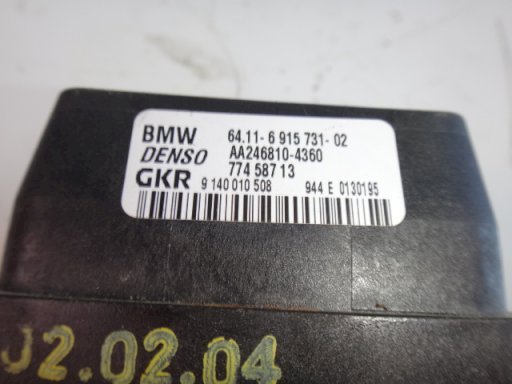 BMW 64.11- 6 915 731- 02
DENSO AA246810-4360
GKR 774 587 13
9 140 010 508 944 E 0130195
02.02.04